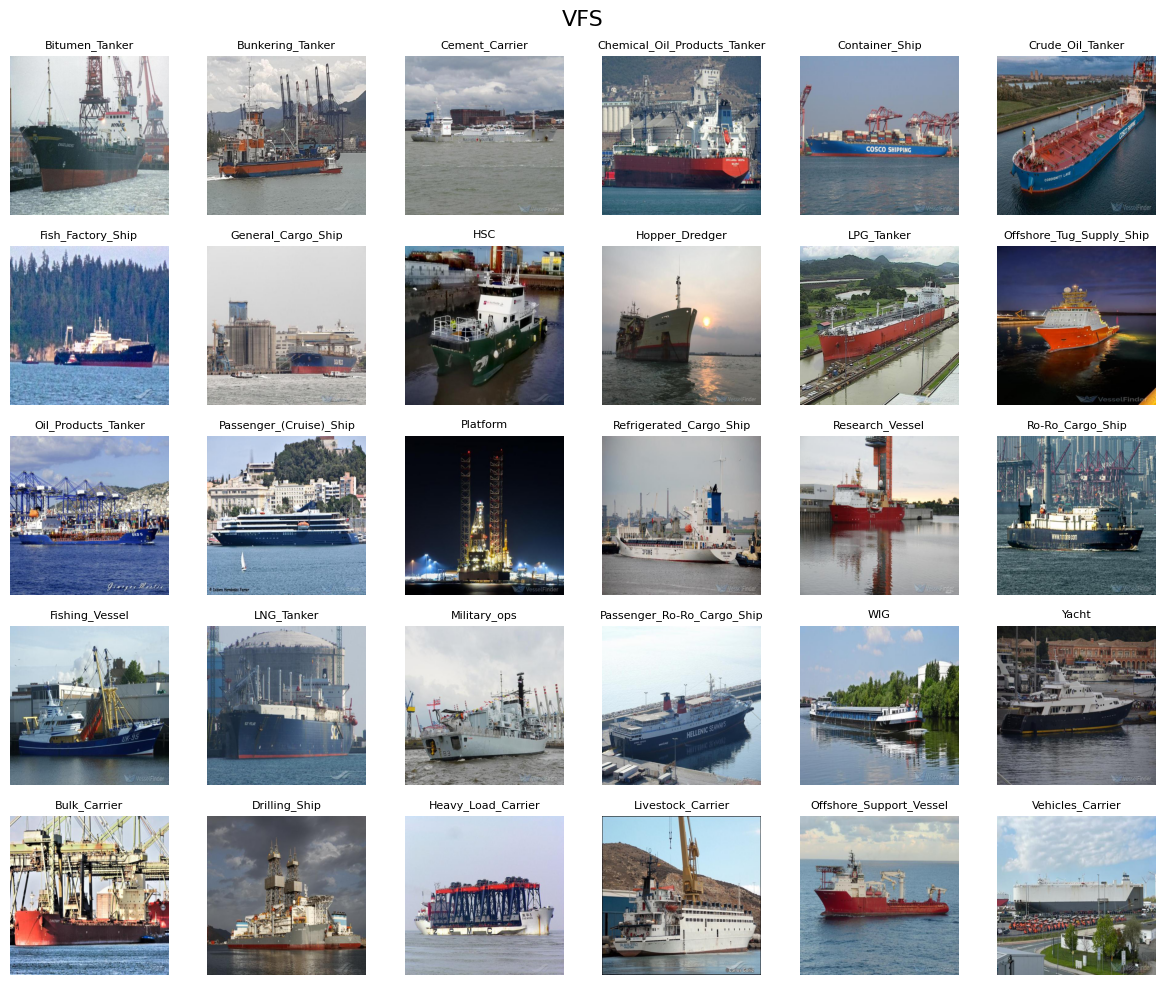 VFS
Bitumen_Tanker
Bunkering_Tanker
Cement_Carrier
Chemical_Oil_Products_Tanker
Container_Ship
Crude_Oil_Tanker
COSCO SHIPPING
Fish_Factory_Ship
General_Cargo_Ship
HSC
Hopper_Dredger
LPG_Tanker
Offshore_Tug_Supply_Ship
VesselFinder
Oil_Products_Tanker
Passenger_(Cruise)_Ship
Platform
Refrigerated_Cargo_Ship
Research_Vessel
Ro-Ro_Cargo_Ship
Fishing_Vessel
LNG_Tanker
Military_ops
Passenger_Ro-Ro_Cargo_Ship
WIG
Yacht
HELLENIC SEAWAYS
Bulk_Carrier
Drilling_Ship
Heavy_Load_Carrier
Livestock_Carrier
Offshore_Support_Vessel
Vehicles_Carrier